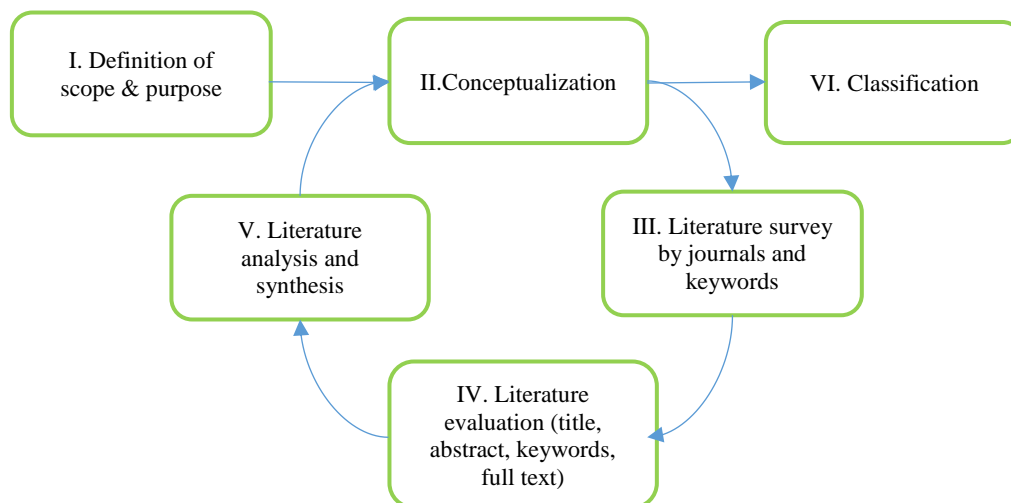 I. Definition of
scope & purpose
II.Conceptualization
VI. Classification
III. Literature survey
by journals and
keywords
IV. Literature
evaluation (title,
abstract, keywords,
full text)
V. Literature
analysis and
synthesis